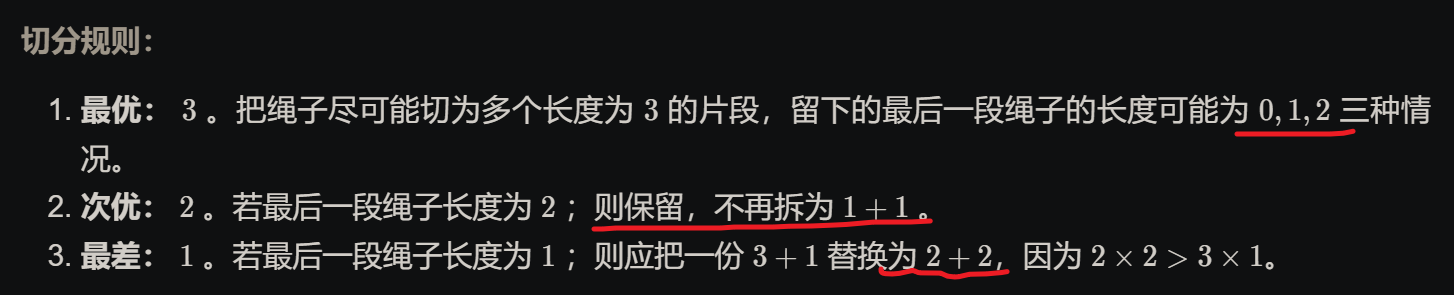 切分规则：
1. 最优： 3 。把绳子尽可能切为多个长度为 3 的片段，留下的最后一段绳子的长度可能为 0,1,2 三种情
况。
2. 次优： 2 。若最后一段绳子长度为 2 ；则保留，不再拆为 1+1 。
3. 最差： 1 。若最后一段绳子长度为 1 ；则应把一份 3+1 替换为 2+2，因为 2×2>3×1。